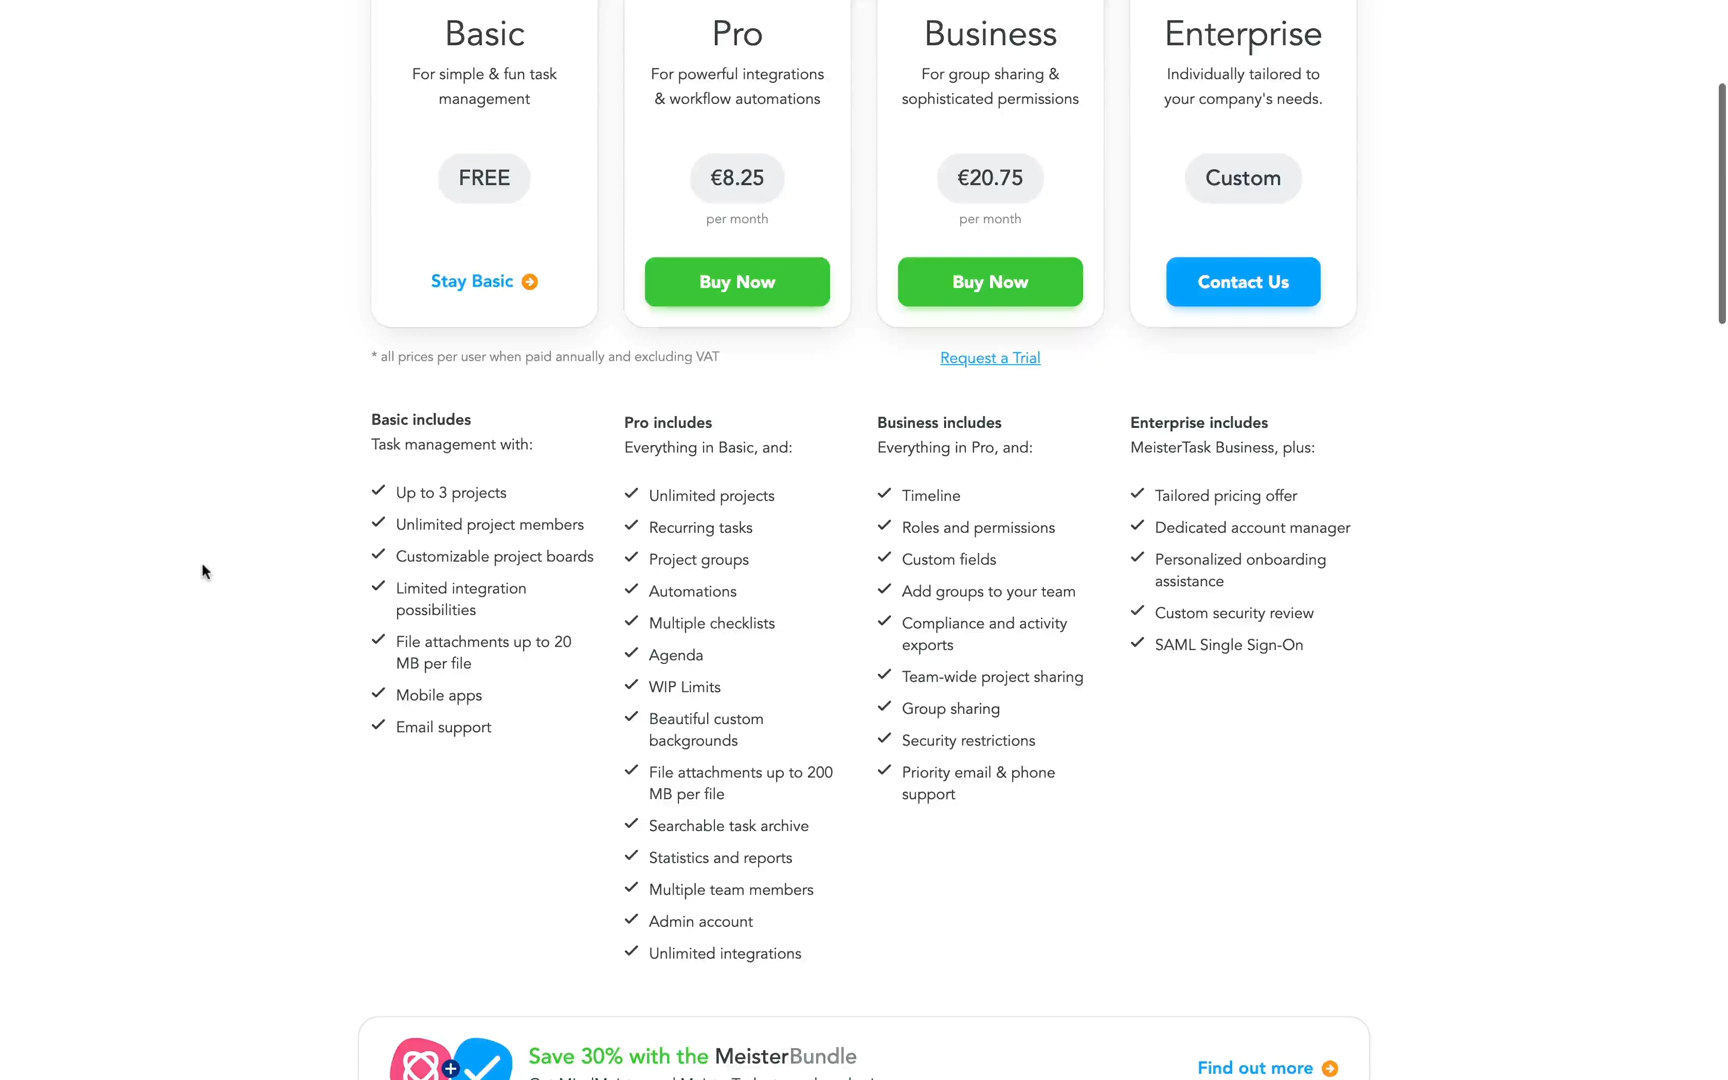 Basic
For simple & fun task
management
FREE
Stay Basic
Pro
For powerful integrations
& workflow automations
€8.25
per month
Buy Now
Business
For group sharing &
sophisticated permissions
€20.75
per month
Buy Now
Enterprise
Individually tailored to
your company's needs.
Custom
Contact Us
* all prices per user when paid annually and excluding VAT
Request a Trial
Basic includes
Task management with:
Up to 3 projects
Unlimited project members
Customizable project boards
Limited integration
possibilities
File attachments up to 20
MB per file
Mobile apps
Email support
Pro includes
Everything in Basic, and:
Unlimited projects
Recurring tasks
Project groups
Automations
Multiple checklists
Agenda
WIP Limits
Beautiful custom
backgrounds
File attachments up to 200
MB per file
Searchable task archive
Statistics and reports
Multiple team members
Admin account
Unlimited integrations
Business includes
Everything in Pro, and:
Timeline
Roles and permissions
Custom fields
Add groups to your team
Compliance and activity
exports
Team-wide project sharing
Group sharing
Security restrictions
Priority email & phone
support
Enterprise includes
MeisterTask Business, plus:
Tailored pricing offer
Dedicated account manager
Personalized onboarding
assistance
Custom security review
SAML Single Sign-On
Save 30% with the MeisterBundle
Find out more